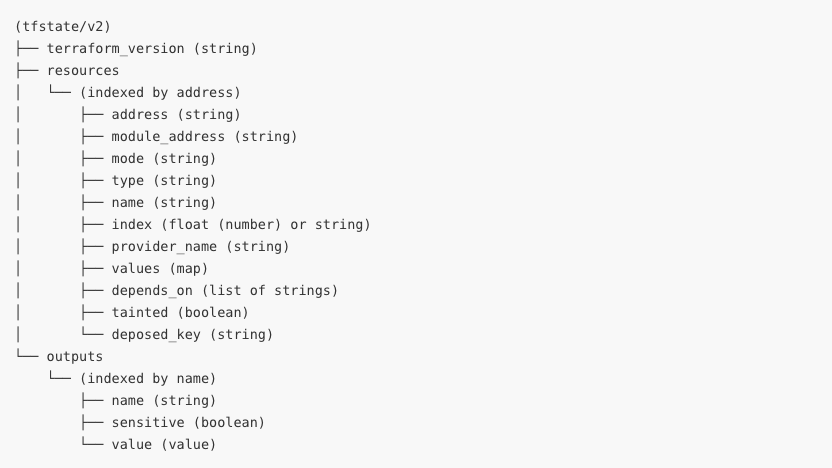 (tfstate/v2)
├── terraform_version (string)
├── resources
│   └── (indexed by address)
│       ├── address (string)
│       ├── module_address (string)
│       ├── mode (string)
│       ├── type (string)
│       ├── name (string)
│       ├── index (float (number) or string)
│       ├── provider_name (string)
│       ├── values (map)
│       ├── depends_on (list of strings)
│       ├── tainted (boolean)
│       └── deposed_key (string)
└── outputs
    └── (indexed by name)
        ├── name (string)
        ├── sensitive (boolean)
        └── value (value)